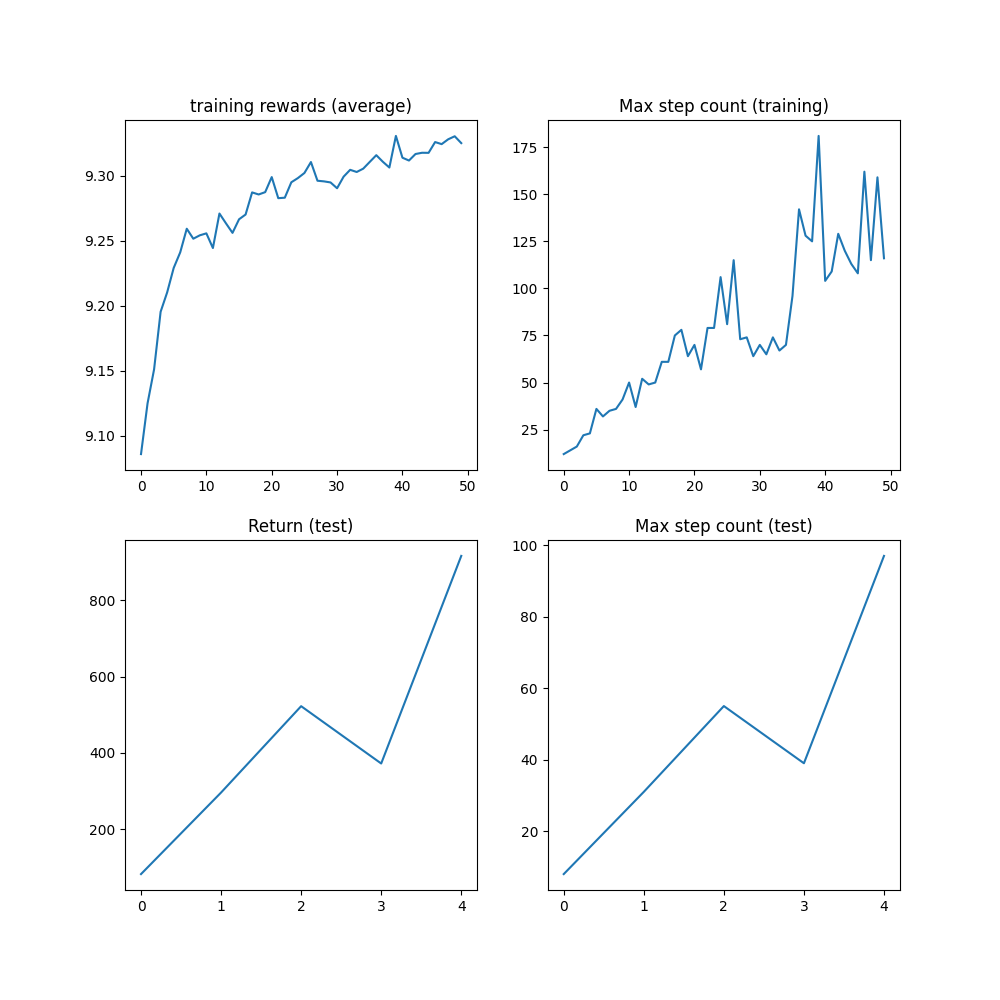 training rewards (average)
9.30
9.25
9.20
9.15
9.10
0 10 20 30 40 50
Max step count (training)
175
150
125
100
75
50
25
0 10 20 30 40 50
Return (test)
800
600
400
200
0 1 2 3 4
Max step count (test)
100
80
60
40
20
0 1 2 3 4